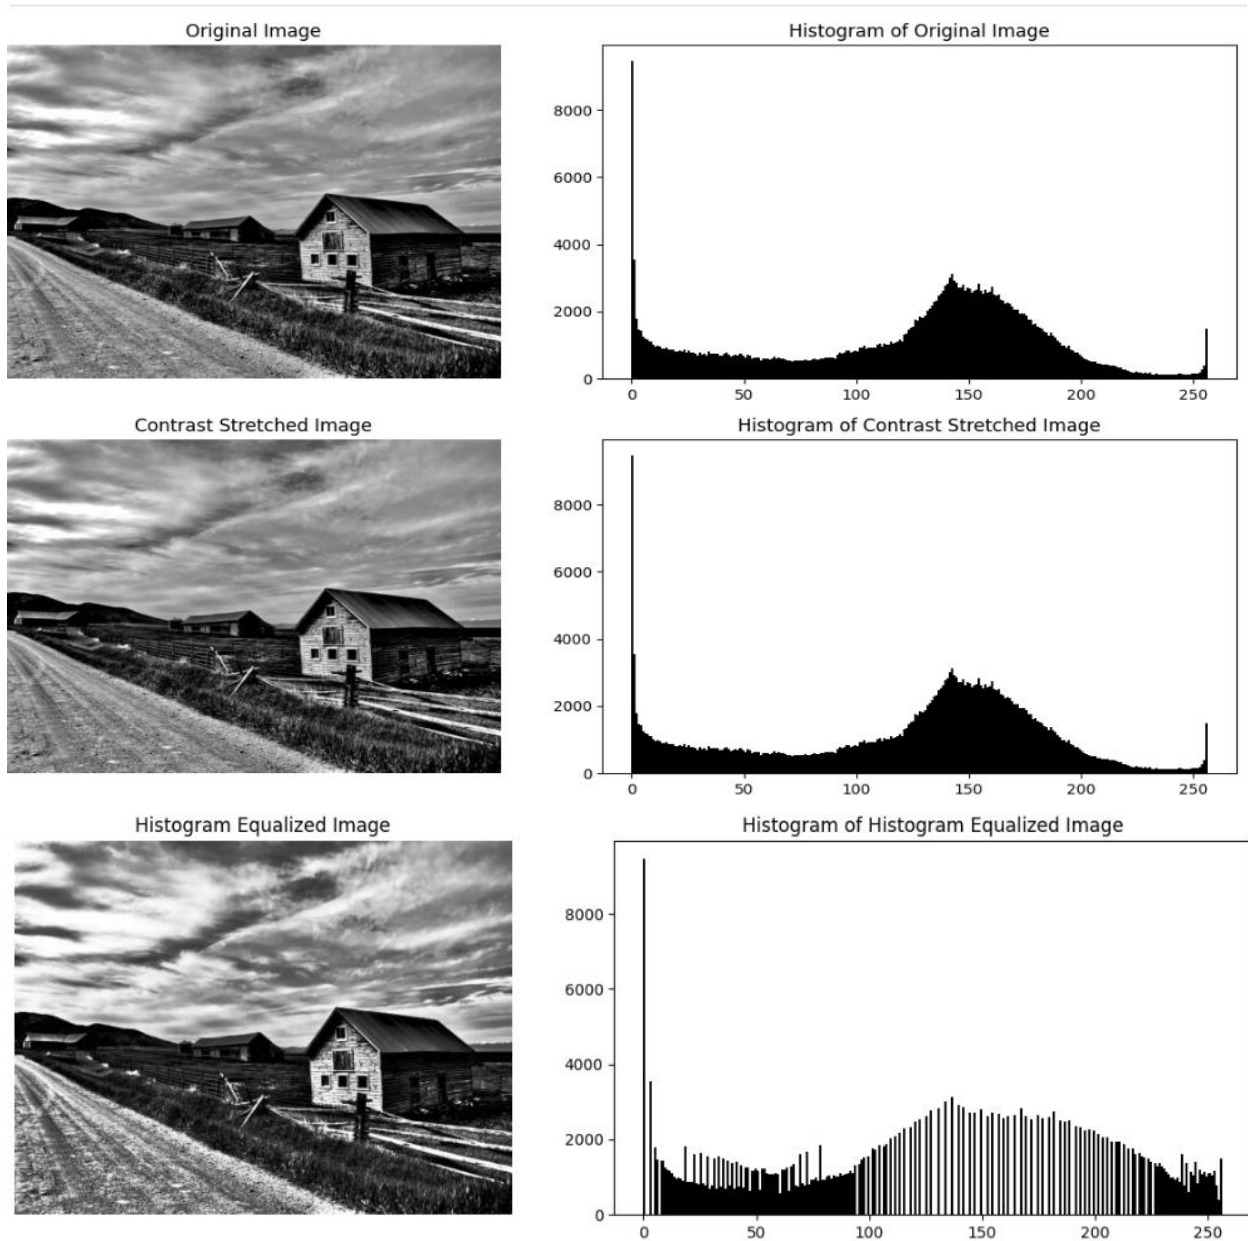 Original Image
Histogram of Original Image
8000
6000
4000
2000
0
0 50 100 150 200 250
Contrast Stretched Image
Histogram of Contrast Stretched Image
8000
6000
4000
2000
0
0 50 100 150 200 250
Histogram Equalized Image
Histogram of Histogram Equalized Image
8000
6000
4000
2000
0
0 50 100 150 200 250